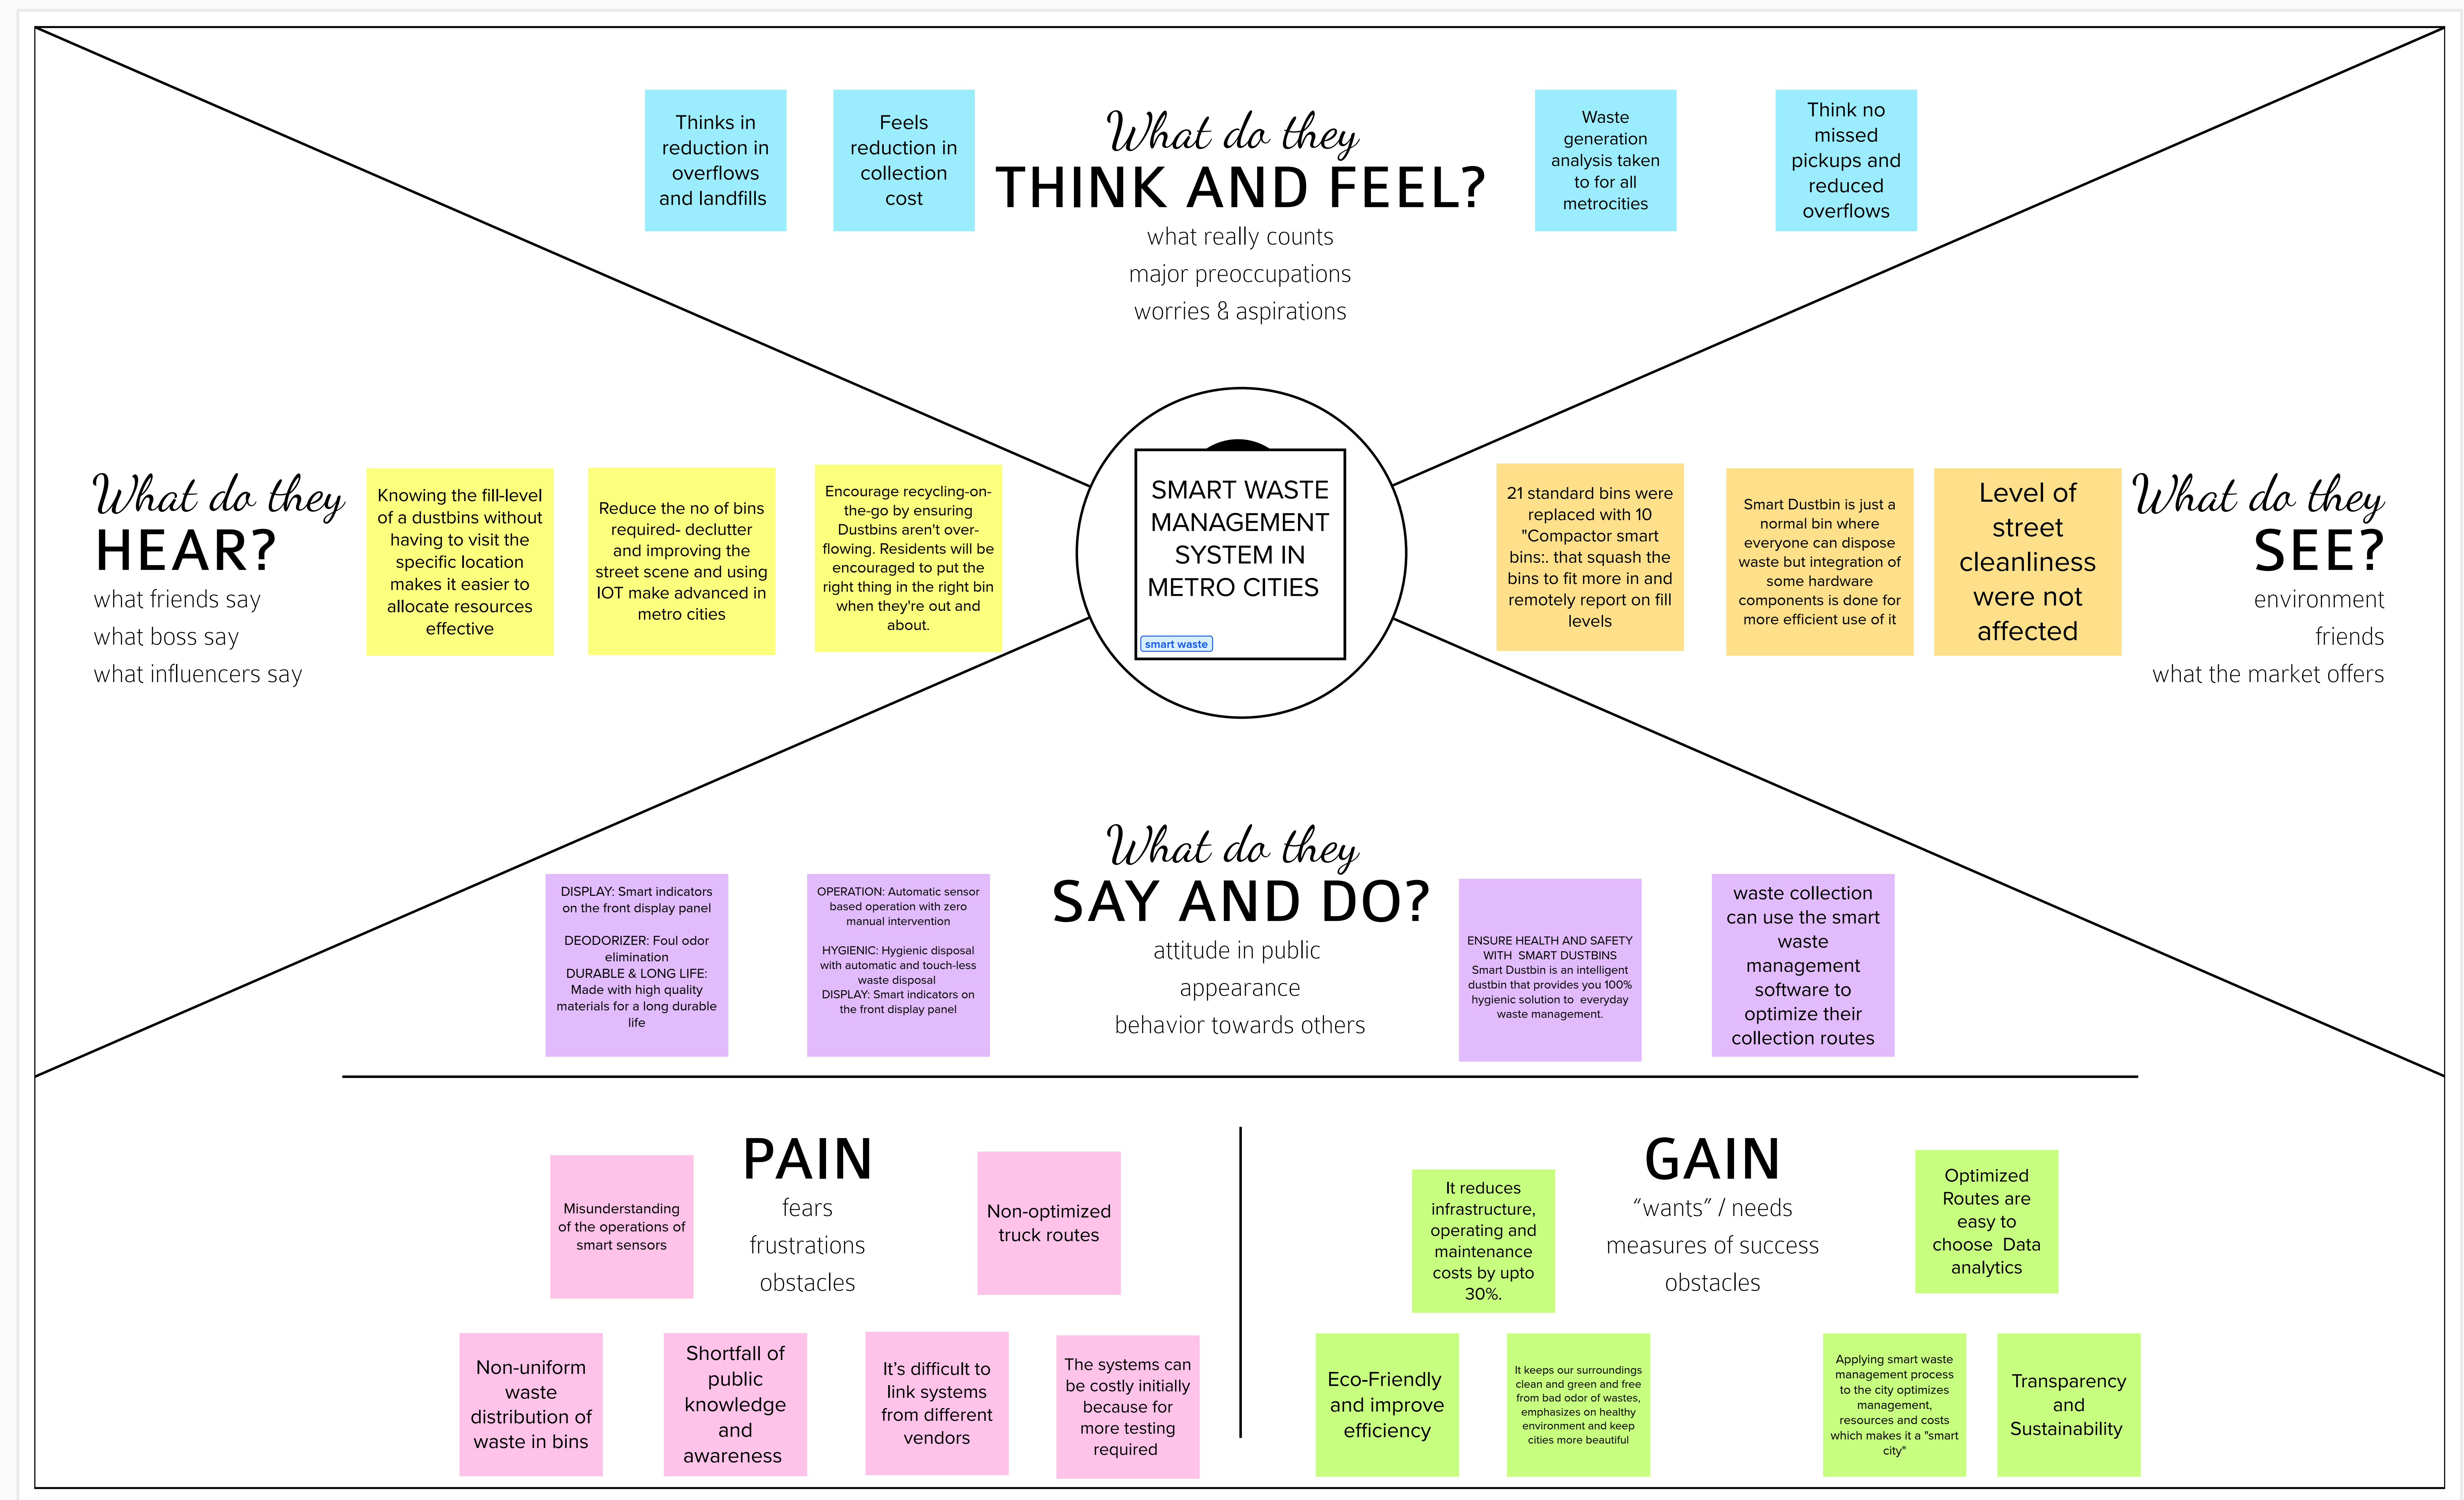 What do they
THINK AND FEEL?
what really counts
major preoccupations
worries & aspirations
Thinks in
reduction in
overflows
and landfills
Feels
reduction in
collection
cost
Waste
generation
analysis taken
to for all
metrocities
Think no
missed
pickups and
reduced
overflows
What do they
HEAR?
what friends say
what boss say
what influencers say
Knowing the fill-level
of a dustbins without
having to visit the
specific location
makes it easier to
allocate resources
effective
Reduce the no of bins
required- declutter
and improving the
street scene and using
IOT make advanced in
metro cities
Encourage recycling-on-
the-go by ensuring
Dustbins aren't over-
flowing. Residents will be
encouraged to put the
right thing in the right bin
when they're out and
about.
SMART WASTE
MANAGEMENT
SYSTEM IN
METRO CITIES
smart waste
21 standard bins were
replaced with 10
"Compactor smart
bins:. that squash the
bins to fit more in and
remotely report on fill
levels
Smart Dustbin is just a
normal bin where
everyone can dispose
waste but integration of
some hardware
components is done for
more efficient use of it
Level of
street
cleanliness
were not
affected
What do they
SEE?
environment
friends
what the market offers
What do they
SAY AND DO?
attitude in public
appearance
behavior towards others
DISPLAY: Smart indicators
on the front display panel
DEODORIZER: Foul odor
elimination
DURABLE & LONG LIFE:
Made with high quality
materials for a long durable
life
OPERATION: Automatic sensor
based operation with zero
manual intervention
HYGIENIC: Hygienic disposal
with automatic and touch-less
waste disposal
DISPLAY: Smart indicators on
the front display panel
ENSURE HEALTH AND SAFETY
WITH SMART DUSTBINS
Smart Dustbin is an intelligent
dustbin that provides you 100%
hygienic solution to everyday
waste management.
waste collection
can use the smart
waste
management
software to
optimize their
collection routes
PAIN
fears
frustrations
obstacles
Misunderstanding
of the operations of
smart sensors
Non-optimized
truck routes
Non-uniform
waste
distribution of
waste in bins
Shortfall of
public
knowledge
and
awareness
It's difficult to
link systems
from different
vendors
The systems can
be costly initially
because for
more testing
required
GAIN
“wants” / needs
measures of success
obstacles
It reduces
infrastructure,
operating and
maintenance
costs by upto
30%.
Optimized
Routes are
easy to
choose Data
analytics
Eco-Friendly
and improve
efficiency
It keeps our surroundings
clean and green and free
from bad odor of wastes,
emphasizes on healthy
environment and keep
cities more beautiful
Applying smart waste
management process
to the city optimizes
management,
resources and costs
which makes it a "smart
city"
Transparency
and
Sustainability